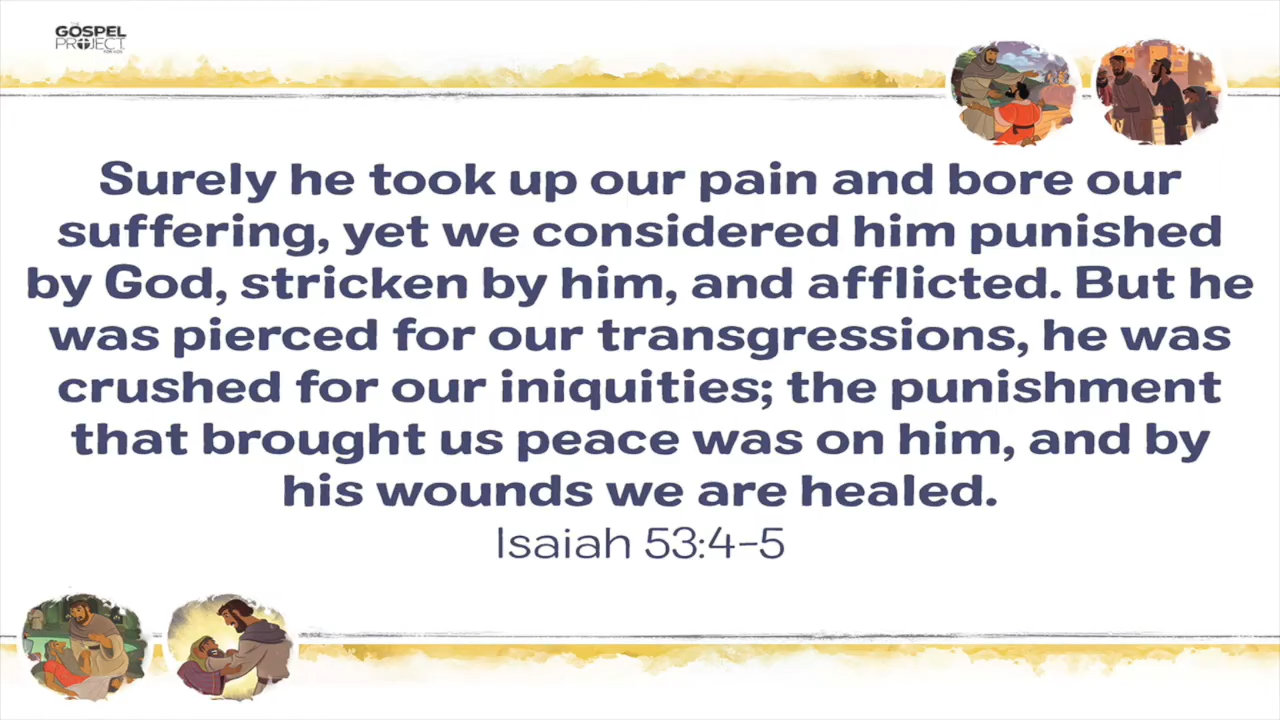 THE
GOSPEL
PROJECT
FOR KIDS
Surely he took up our pain and bore our
suffering, yet we considered him punished
by God, stricken by him, and afflicted. But he
was pierced for our transgressions, he was
crushed for our iniquities; the punishment
that brought us peace was on him, and by
his wounds we are healed.
Isaiah 53:4–5